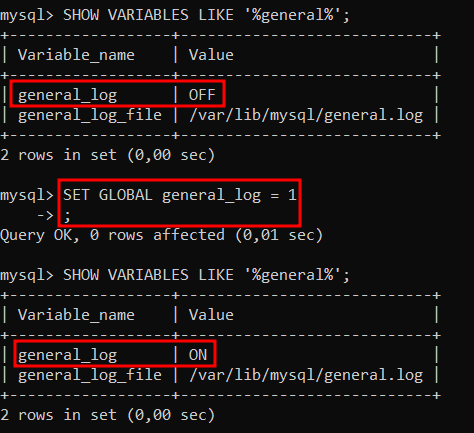 mysql> SHOW VARIABLES LIKE '%general%';
+------------------+----------------------------+
| Variable_name    | Value                      |
+------------------+----------------------------+
| general_log      | OFF                        |
| general_log_file | /var/lib/mysql/general.log |
+------------------+----------------------------+
2 rows in set (0,00 sec)
mysql> SET GLOBAL general_log = 1
    -> ;
Query OK, 0 rows affected (0,01 sec)
mysql> SHOW VARIABLES LIKE '%general%';
+------------------+----------------------------+
| Variable_name    | Value                      |
+------------------+----------------------------+
| general_log      | ON                         |
| general_log_file | /var/lib/mysql/general.log |
+------------------+----------------------------+
2 rows in set (0,00 sec)